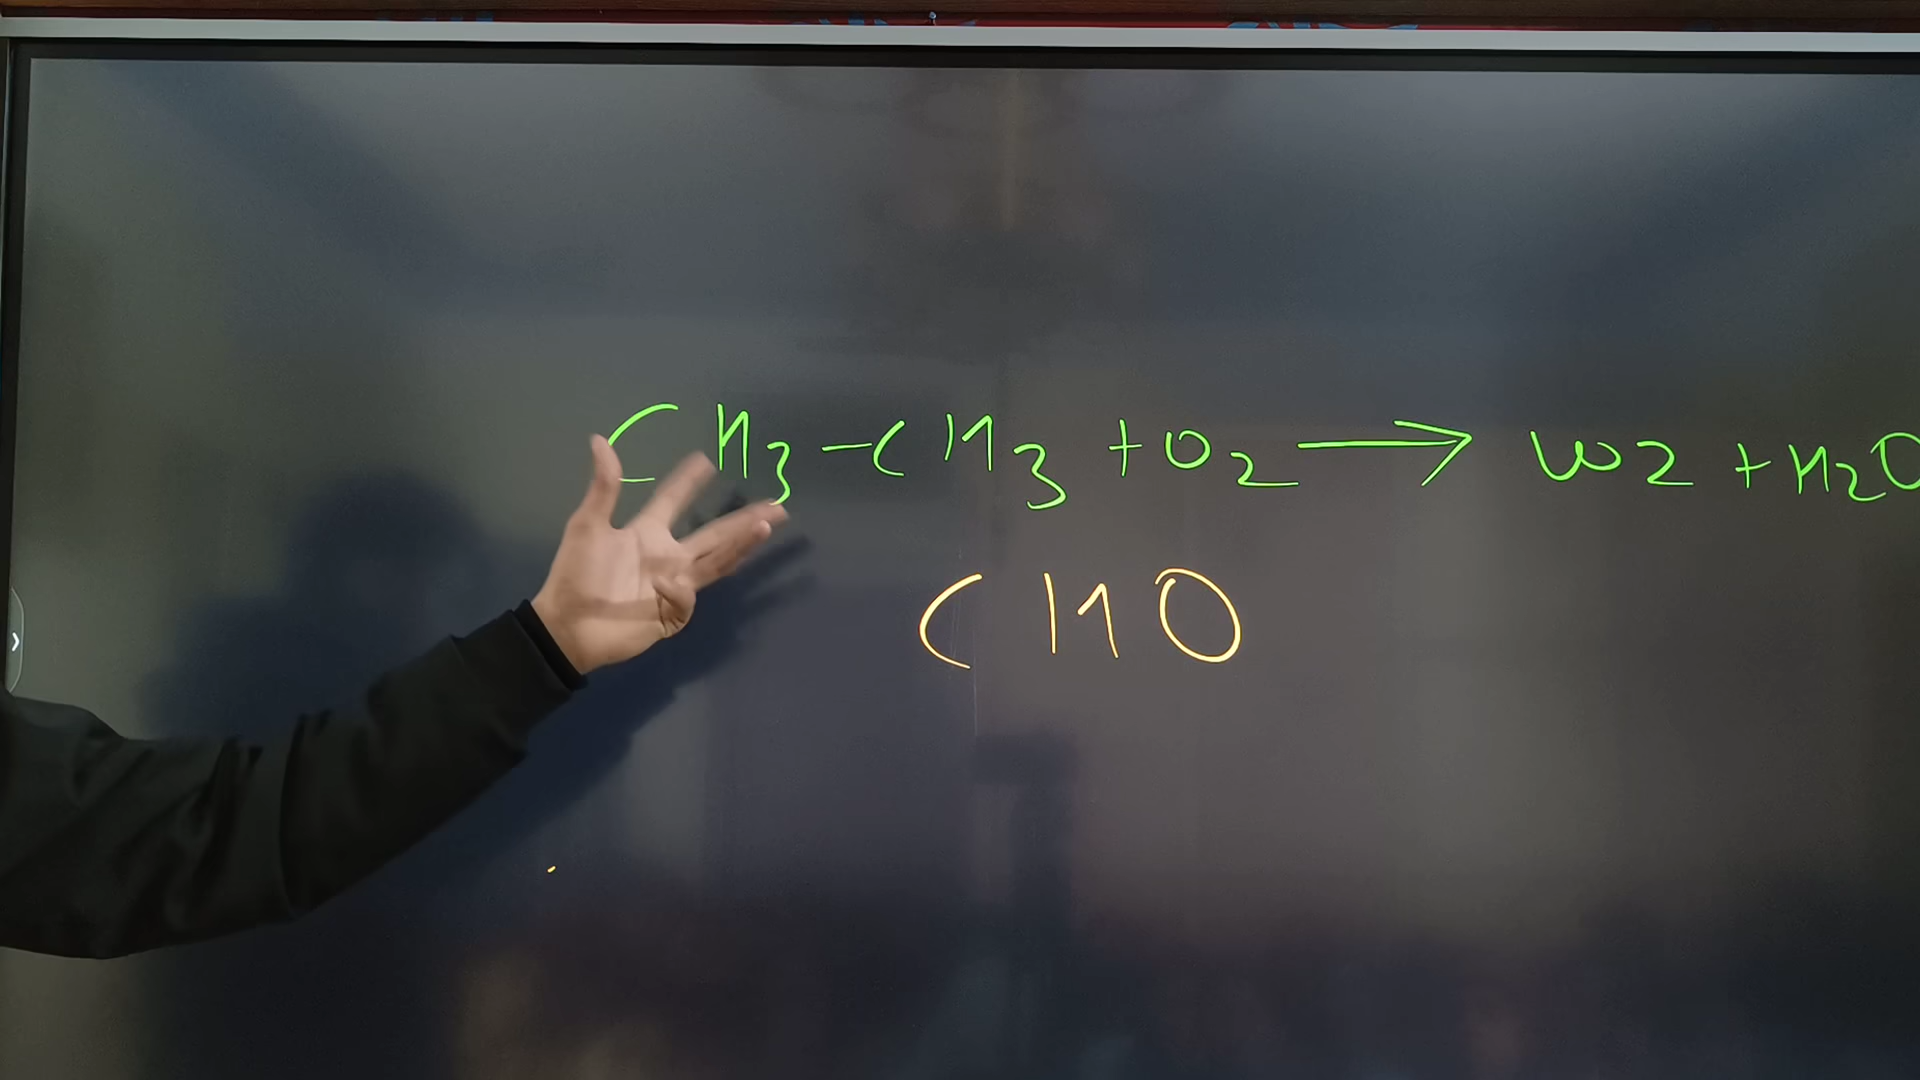 CH3-CH3 + O2 → CO2 + H2O
CHO